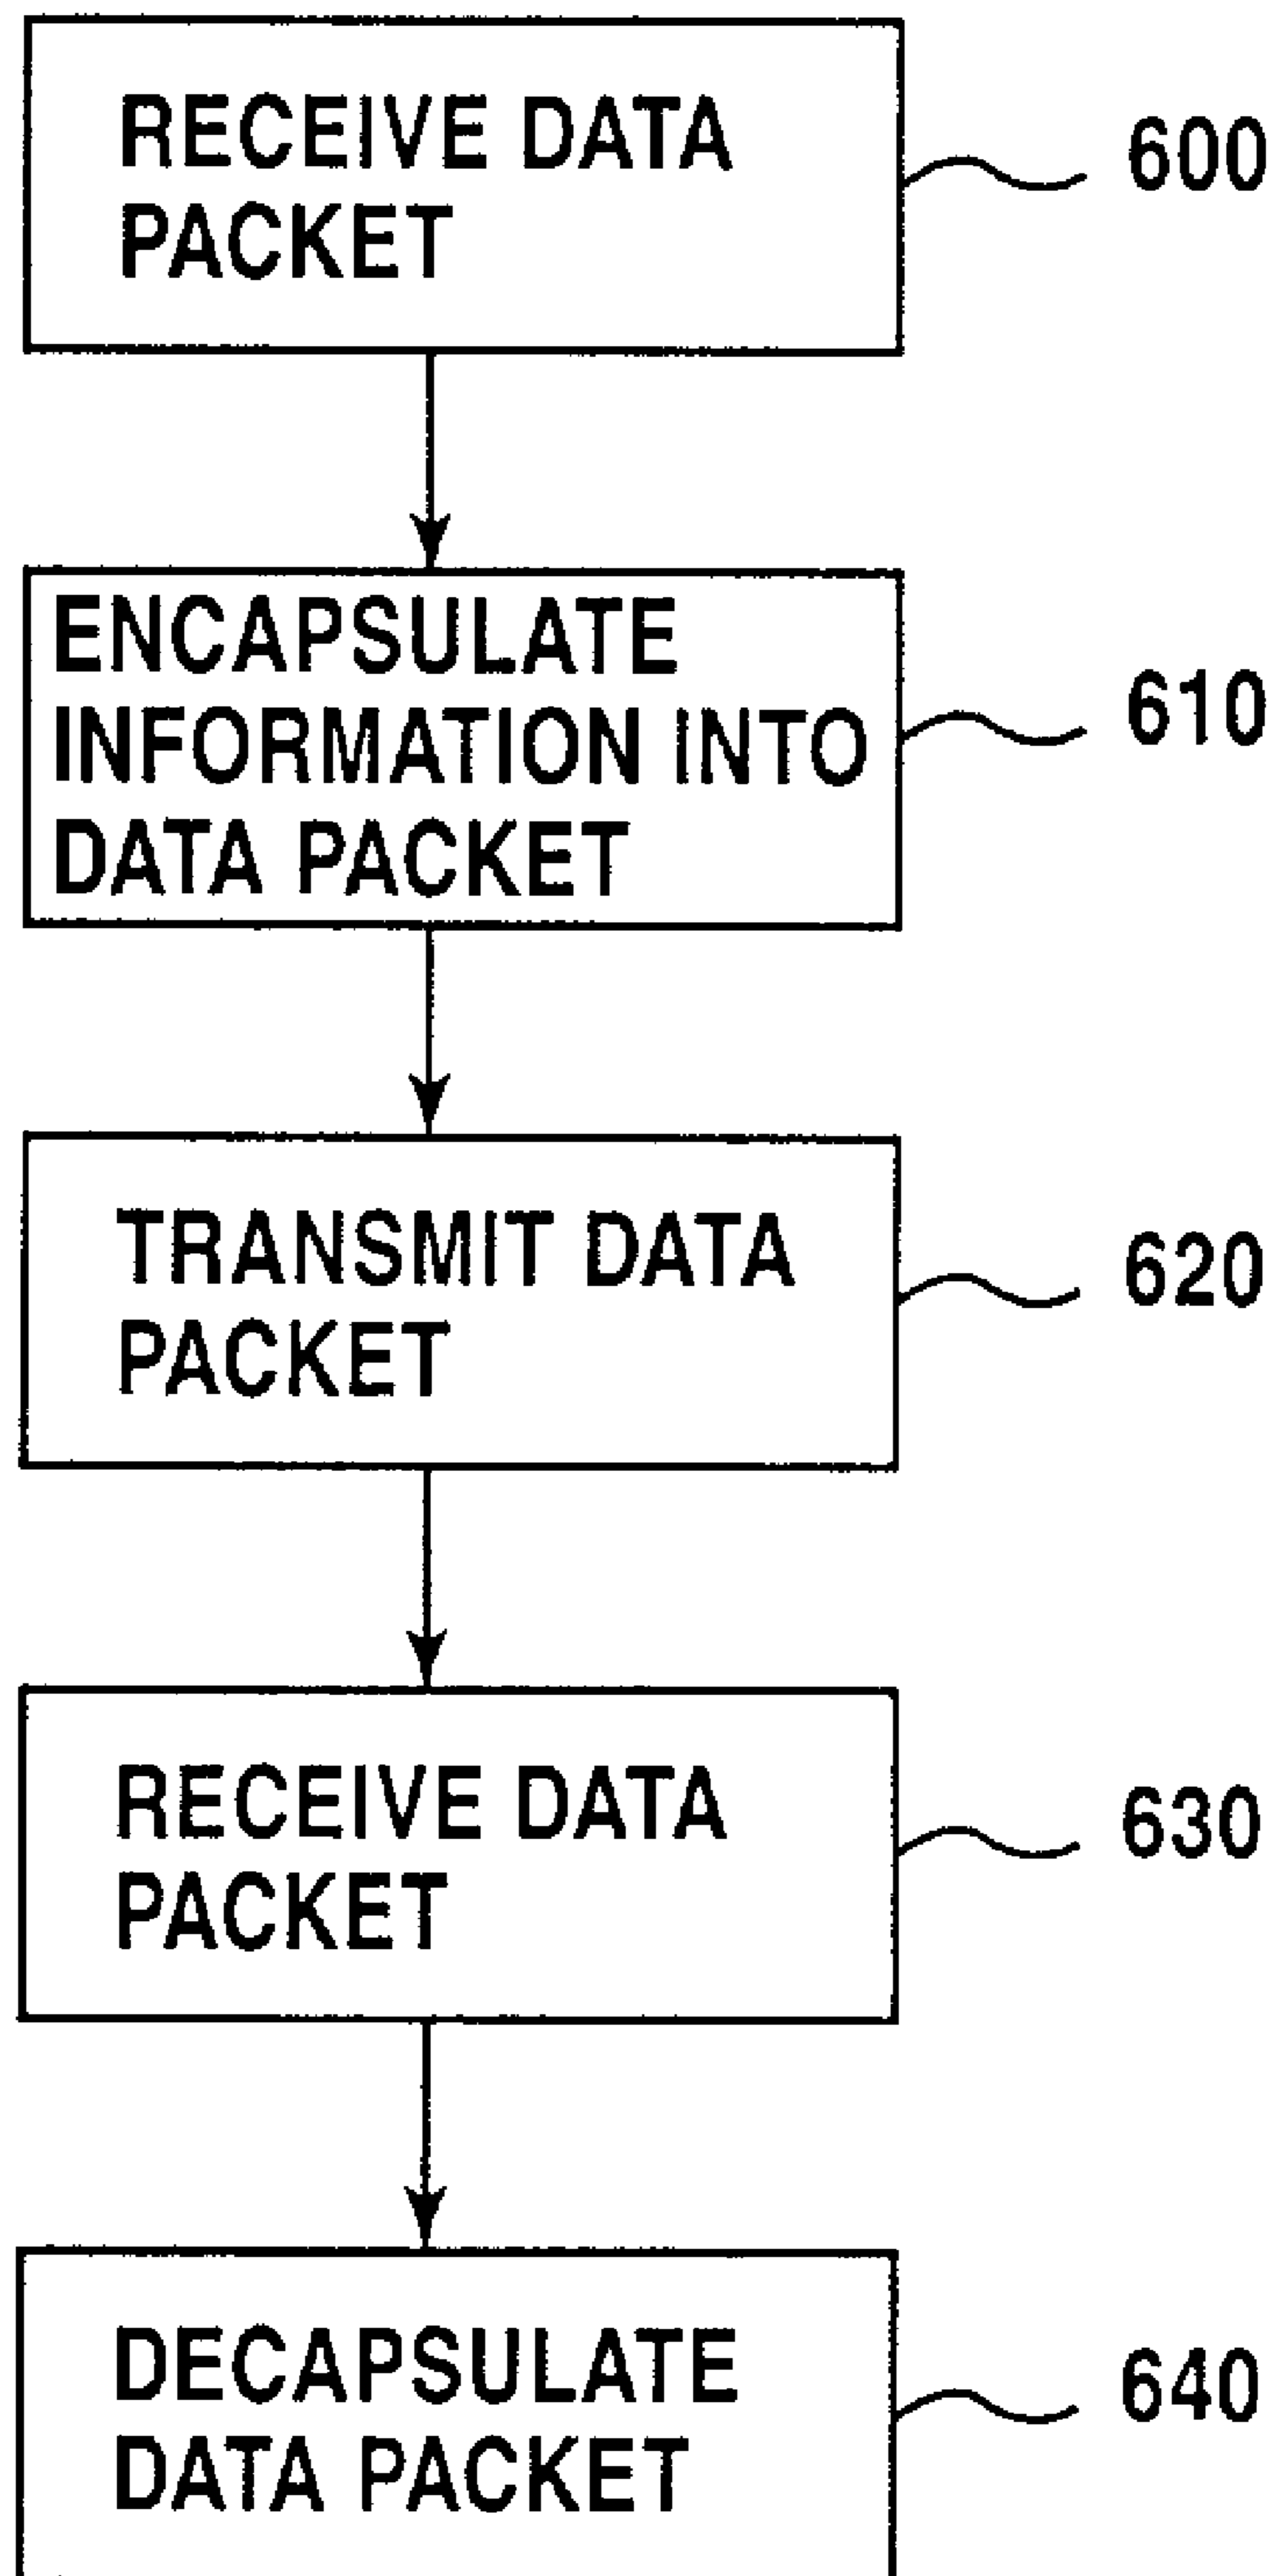 RECEIVE DATA
PACKET
600
ENCAPSULATE
INFORMATION INTO
DATA PACKET
610
TRANSMIT DATA
PACKET
620
RECEIVE DATA
PACKET
630
DECAPSULATE
DATA PACKET
640